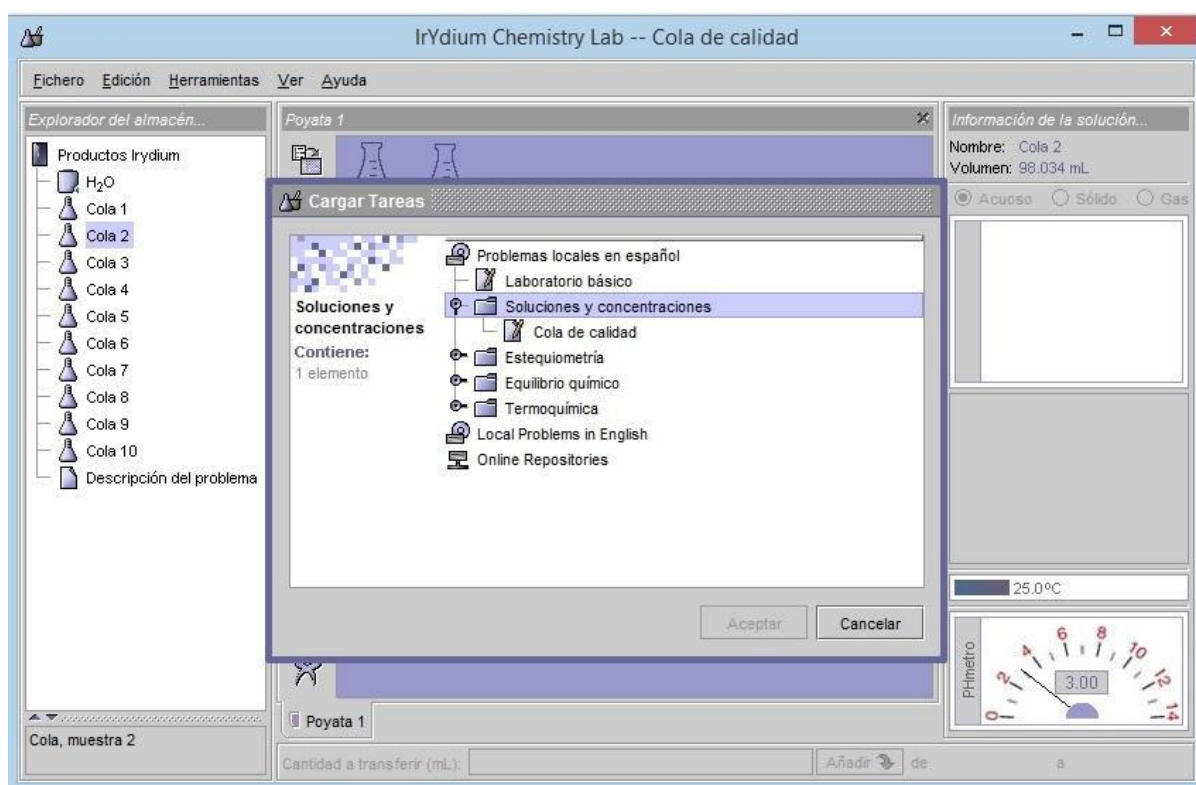 IrYdium Chemistry Lab -- Cola de calidad
Fichero Edición Herramientas Ver Ayuda
Explorador del almacén...
Productos Irydium
H₂O
Cola 1
Cola 2
Cola 3
Cola 4
Cola 5
Cola 6
Cola 7
Cola 8
Cola 9
Cola 10
Descripción del problema
Cola, muestra 2
Poyata 1
Cargar Tareas
Soluciones y
concentraciones
Contiene:
1 elemento
Problemas locales en español
Laboratorio básico
Soluciones y concentraciones
Cola de calidad
Estequiometría
Equilibrio químico
Termoquímica
Local Problems in English
Online Repositories
Aceptar Cancelar
Poyata 1
Cantidad a transferir (mL): Añadir de a
Información de la solución...
Nombre: Cola 2
Volumen: 98.034 mL
Acuoso Sólido Gas
25.0ºC
PHmetro
0 2 4 6 8 10 12 14
3.00